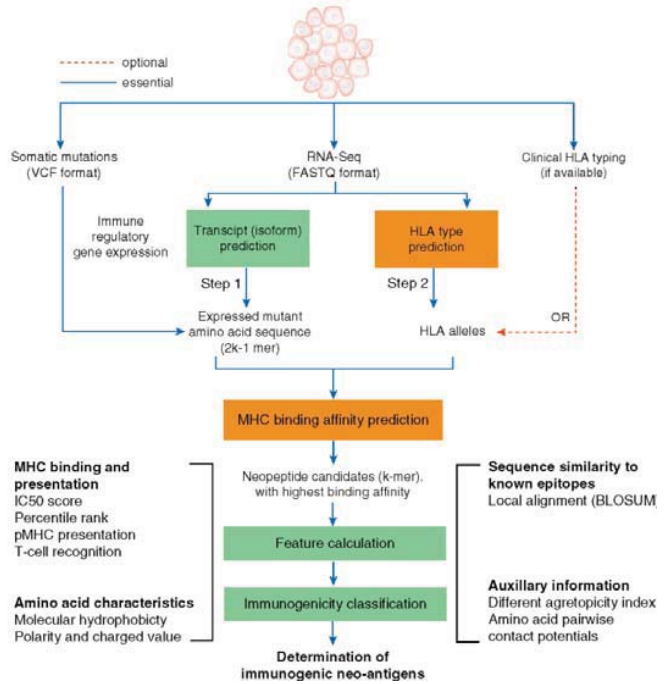 optional
essential
Somatic mutations
(VCF format)
RNA-Seq
(FASTQ format)
Clinical HLA typing
(if available)
Immune
regulatory
gene expression
Transcipt (isoform)
prediction
HLA type
prediction
Step 1
Step 2
OR
Expressed mutant
amino acid sequence
(2k-1 mer)
HLA alleles
MHC binding affinity prediction
MHC binding and
presentation
IC50 score
Percentile rank
pMHC presentation
T-cell recognition
Neopeptide candidates (k-mer),
with highest binding affinity
Sequence similarity to
known epitopes
Local alignment (BLOSUM)
Feature calculation
Amino acid characteristics
Molecular hydrophobicty
Polarity and charged value
Immunogenicity classification
Auxillary information
Different agretopicity index
Amino acid pairwise
contact potentials
Determination of
immunogenic neo-antigens